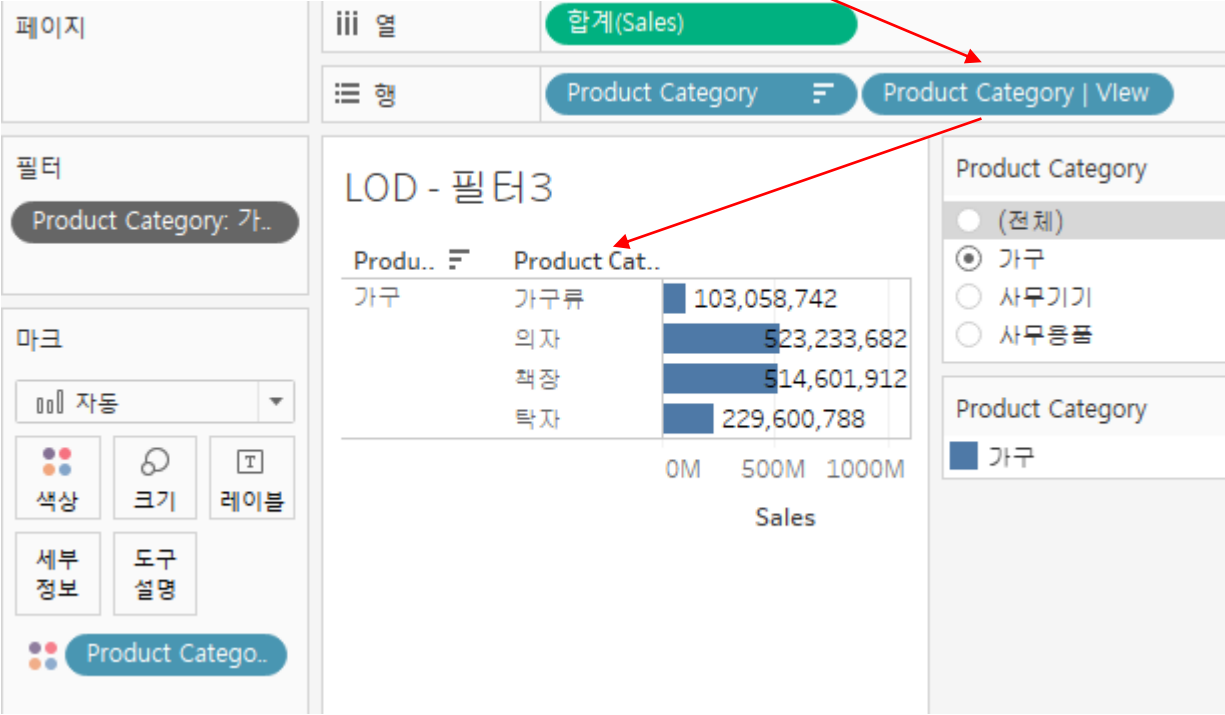 페이지
iii 열
합계(Sales)
행
Product Category
Product Category | VIew
필터
Product Category: 가..
LOD - 필터3
Produ..
Product Cat..
가구
가구류
103,058,742
의자
523,233,682
책장
514,601,912
탁자
229,600,788
0M
500M
1000M
Sales
마크
자동
색상
크기
T
레이블
세부
정보
도구
설명
Product Catego..
Product Category
(전체)
가구
사무기기
사무용품
Product Category
가구